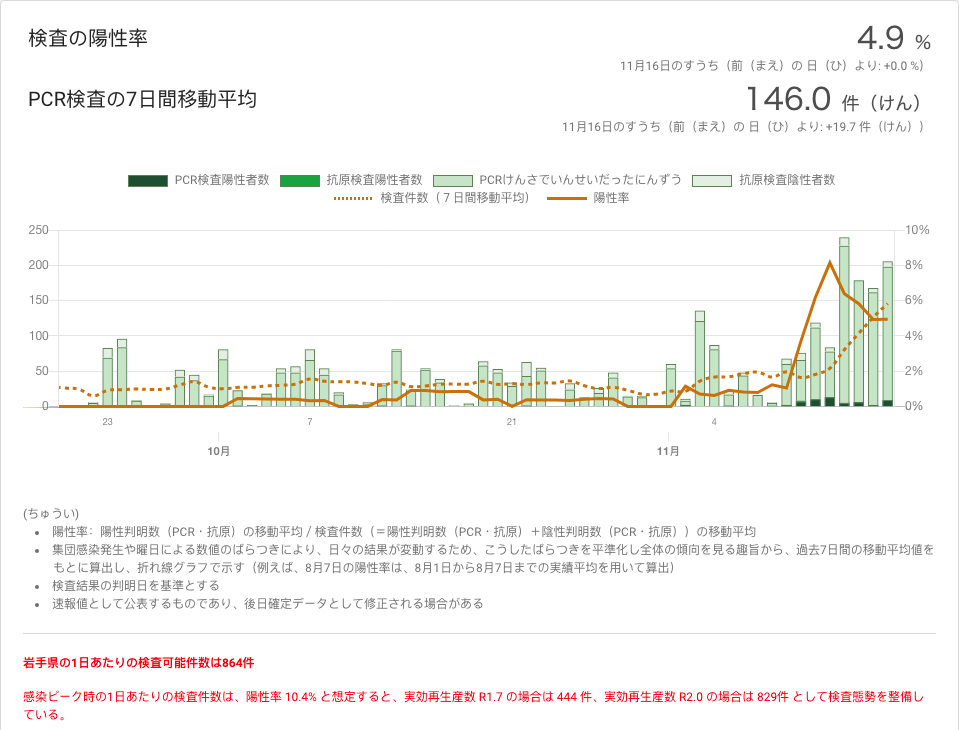 検査の陽性率
4.9 %
11月16日のすうち（前（まえ）の 日（ひ）より: +0.0 %）
PCR検査の7日間移動平均
146.0 件（けん）
11月16日のすうち（前（まえ）の 日（ひ）より: +19.7 件（けん））
PCR検査陽性者数 抗原検査陽性者数 PCRけんさでいんせいだったにんずう 抗原検査陰性者数
検査件数（７日間移動平均） 陽性率
250 10%
200 8%
150 6%
100 4%
50 2%
0 0%
23 7 21 4
10月 11月
(ちゅうい)
• 陽性率：陽性判明数（PCR・抗原）の移動平均 / 検査件数（＝陽性判明数（PCR・抗原）＋陰性判明数（PCR・抗原））の移動平均
• 集団感染発生や曜日による数値のばらつきにより、日々の結果が変動するため、こうしたばらつきを平準化し全体の傾向を見る趣旨から、過去7日間の移動平均値を
もとに算出し、折れ線グラフで示す（例えば、8月7日の陽性率は、8月1日から8月7日までの実績平均を用いて算出）
• 検査結果の判明日を基準とする
• 速報値として公表するものであり、後日確定データとして修正される場合がある
岩手県の1日あたりの検査可能件数は864件
感染ピーク時の1日あたりの検査件数は、陽性率 10.4% と想定すると、実効再生産数 R1.7 の場合は 444 件、実効再生産数 R2.0 の場合は 829件 として検査態勢を整備し
ている。